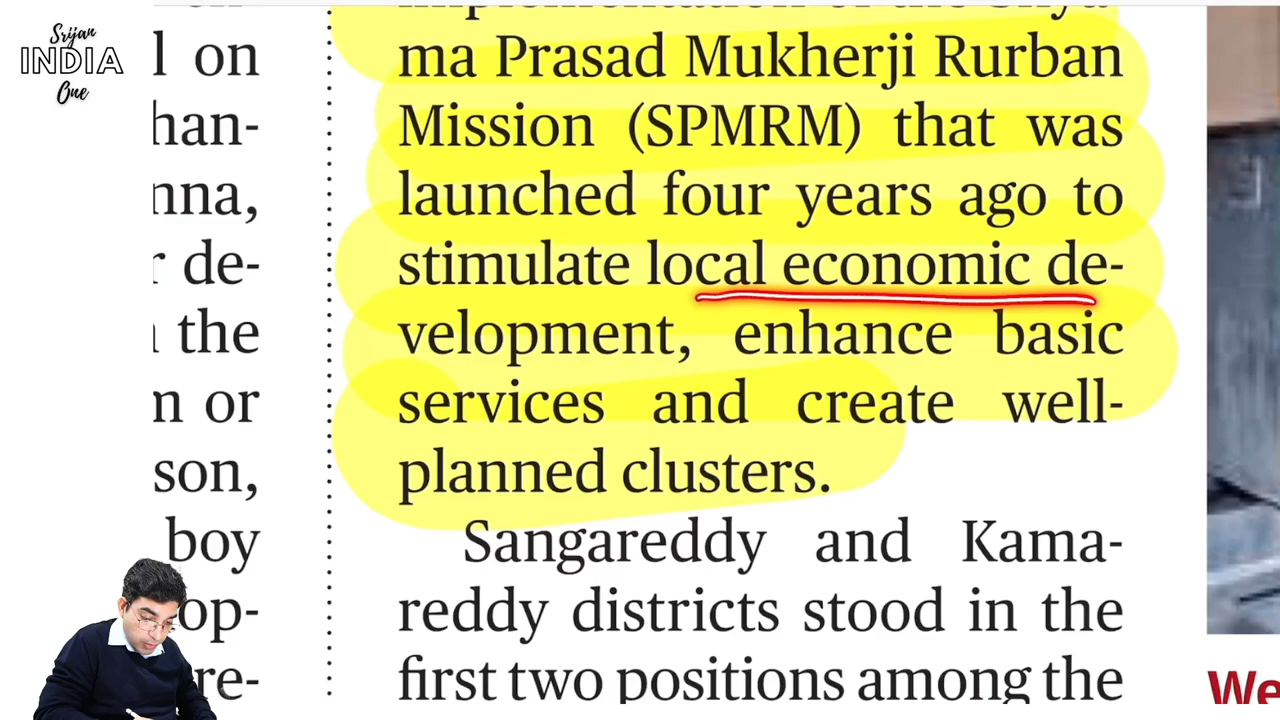 Srijan
INDIA
One
l on
han-
nna,
r de-
the
n or
son,
boy
op-
re-
ma Prasad Mukherji Rurban
Mission (SPMRM) that was
launched four years ago to
stimulate local economic de-
velopment, enhance basic
services and create well-
planned clusters.
Sangareddy and Kama-
reddy districts stood in the
first two positions among the
We